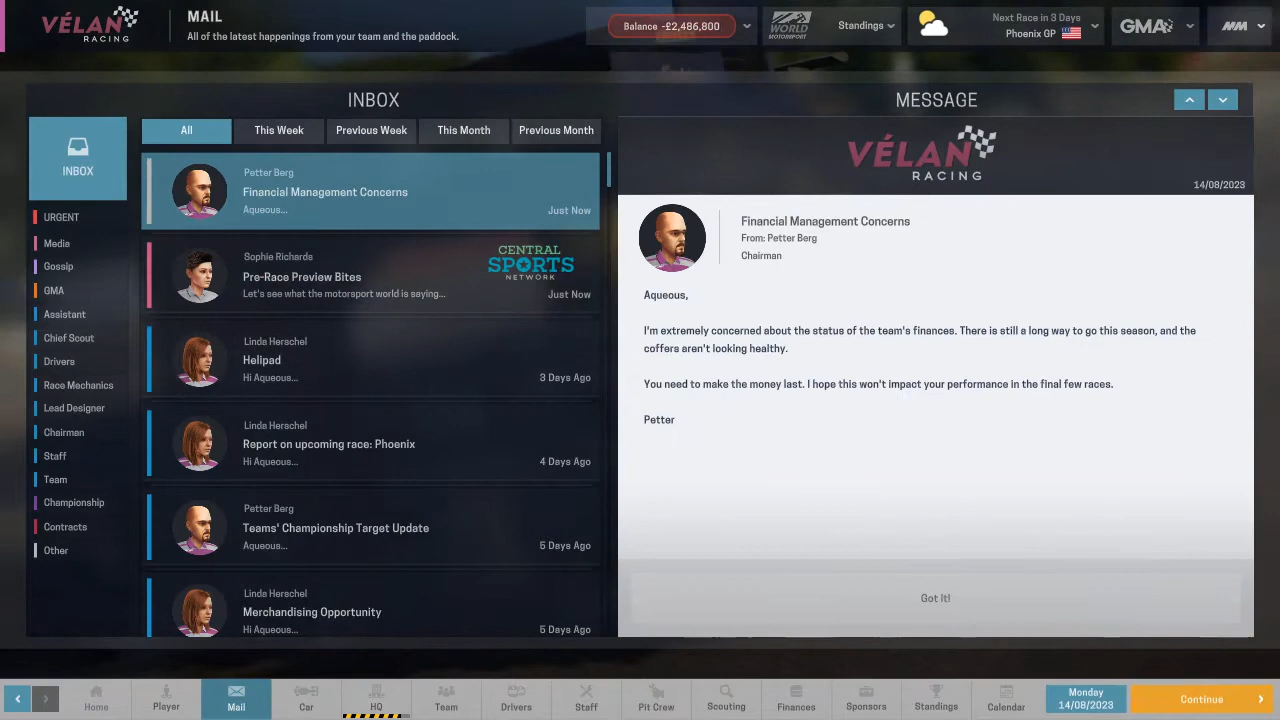 VÉLAN
RACING
MAIL
All of the latest happenings from your team and the paddock.
Balance -£2,486,800
WORLD
MOTORSPORT
Standings
Next Race in 3 Days
Phoenix GP
GMA
INBOX
MESSAGE
INBOX
URGENT
Media
Gossip
GMA
Assistant
Chief Scout
Drivers
Race Mechanics
Lead Designer
Chairman
Staff
Team
Championship
Contracts
Other
All
This Week
Previous Week
This Month
Previous Month
Petter Berg
Financial Management Concerns
Aqueous...
Just Now
Sophie Richards
Pre-Race Preview Bites
Let's see what the motorsport world is saying...
CENTRAL
SPORTS
NETWORK
Just Now
Linda Herschel
Helipad
Hi Aqueous...
3 Days Ago
Linda Herschel
Report on upcoming race: Phoenix
Hi Aqueous...
4 Days Ago
Petter Berg
Teams' Championship Target Update
Aqueous...
5 Days Ago
Linda Herschel
Merchandising Opportunity
Hi Aqueous...
5 Days Ago
VÉLAN
RACING
14/08/2023
Financial Management Concerns
From: Petter Berg
Chairman
Aqueous,
I'm extremely concerned about the status of the team's finances. There is still a long way to go this season, and the
coffers aren't looking healthy.
You need to make the money last. I hope this won't impact your performance in the final few races.
Petter
Got It!
Home
Player
Mail
Car
HQ
Team
Drivers
Staff
Pit Crew
Scouting
Finances
Sponsors
Standings
Calendar
Monday
14/08/2023
Continue